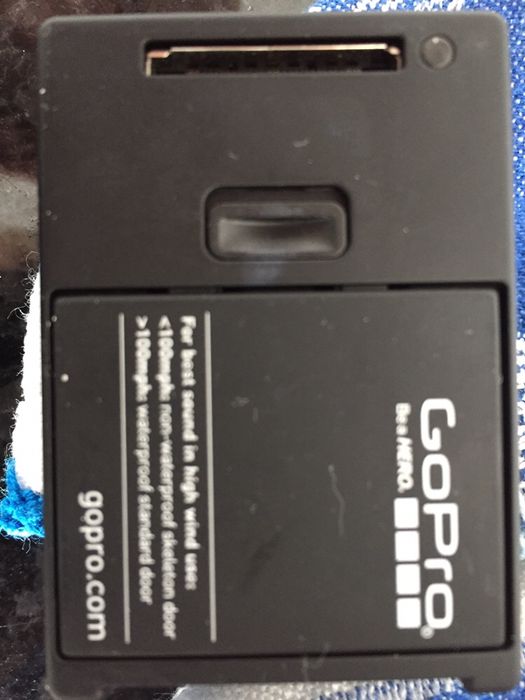 GoPro®
Be a HERO.
For best sound in high wind use:
<100mph: non-waterproof skeleton door
>100mph: waterproof standard door
gopro.com